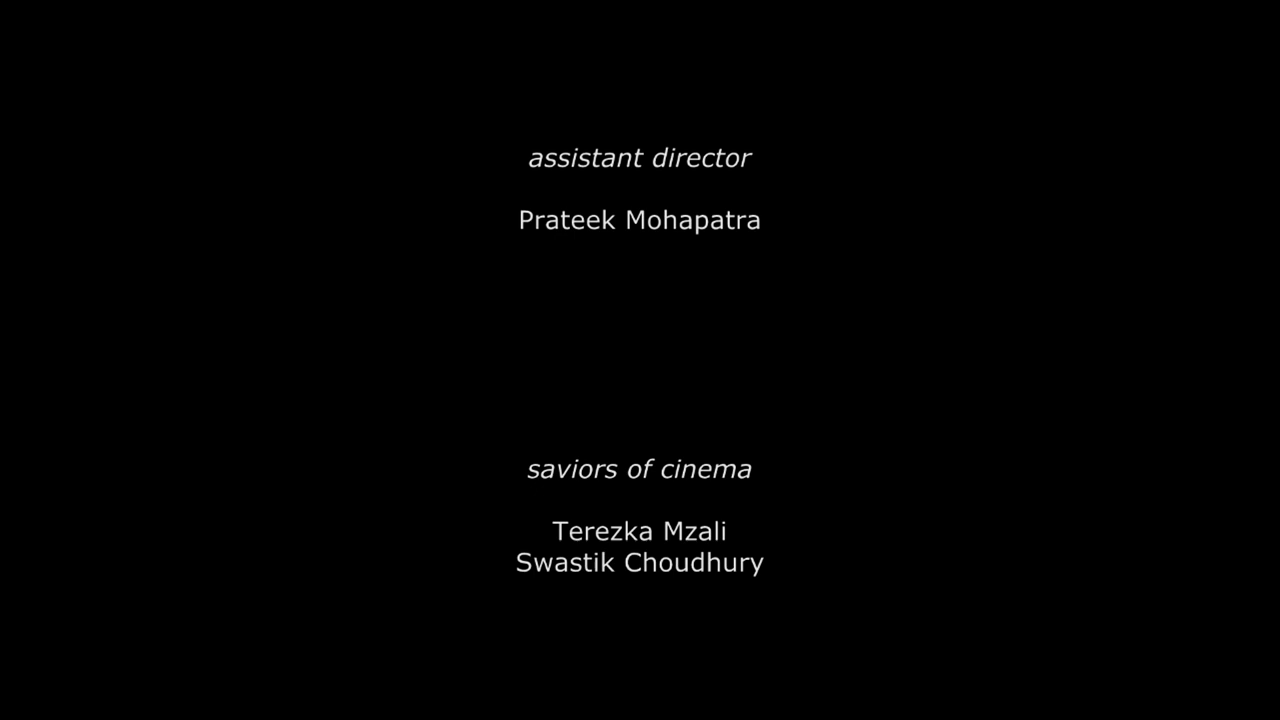 assistant director
Prateek Mohapatra
saviors of cinema
Terezka Mzali
Swastik Choudhury